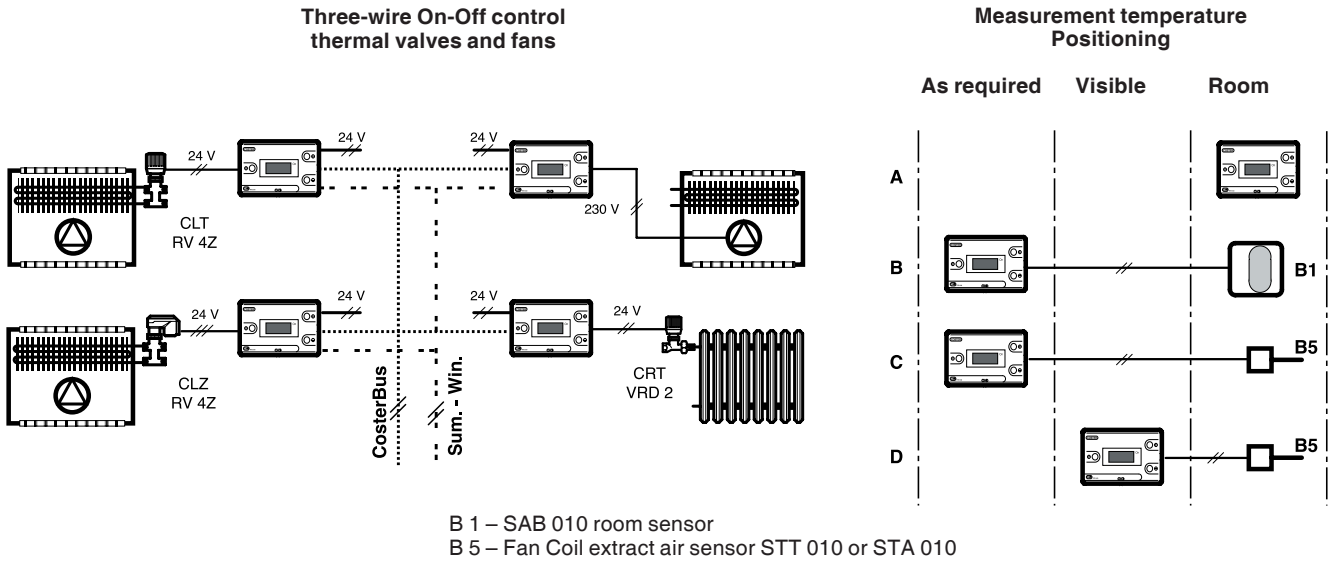 Three-wire On-Off control
thermal valves and fans
Measurement temperature
Positioning
As required
Visible
Room
24 V
24 V
24 V
CLT
RV 4Z
230 V
A
B
B1
24 V
24 V
24 V
24 V
CLZ
RV 4Z
CosterBus
Sum. - Win.
CRT
VRD 2
C
B5
D
B5
B 1 – SAB 010 room sensor
B 5 – Fan Coil extract air sensor STT 010 or STA 010